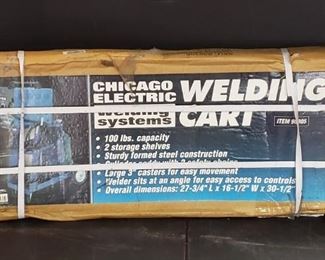 CHICAGO ELECTRIC
welding systems
WELDING CART
ITEM
• 100 lbs. capacity
• 2 storage shelves
• Sturdy formed steel construction
• Large 3" casters for easy movement
• Welder sits at an angle for easy access to controls
• Overall dimensions: 27-3/4" L x 16-1/2" W x 30-1/2"